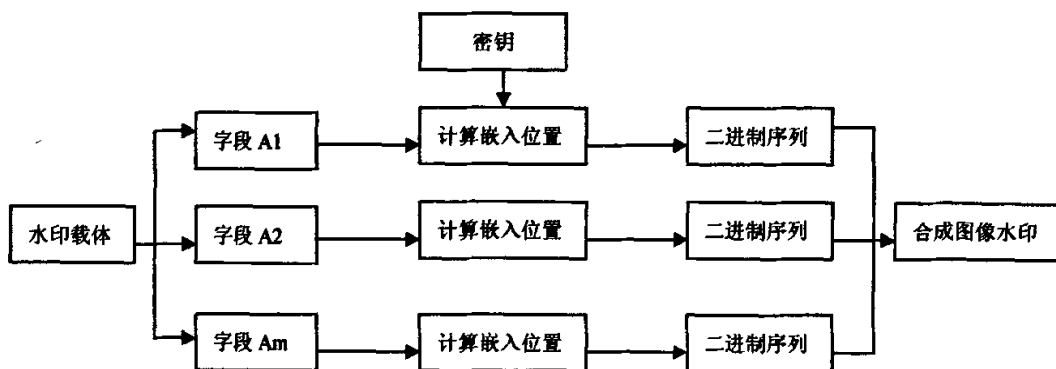 密钥
字段 A1
计算嵌入位置
二进制序列
水印载体
字段 A2
计算嵌入位置
二进制序列
合成图像水印
字段 Am
计算嵌入位置
二进制序列